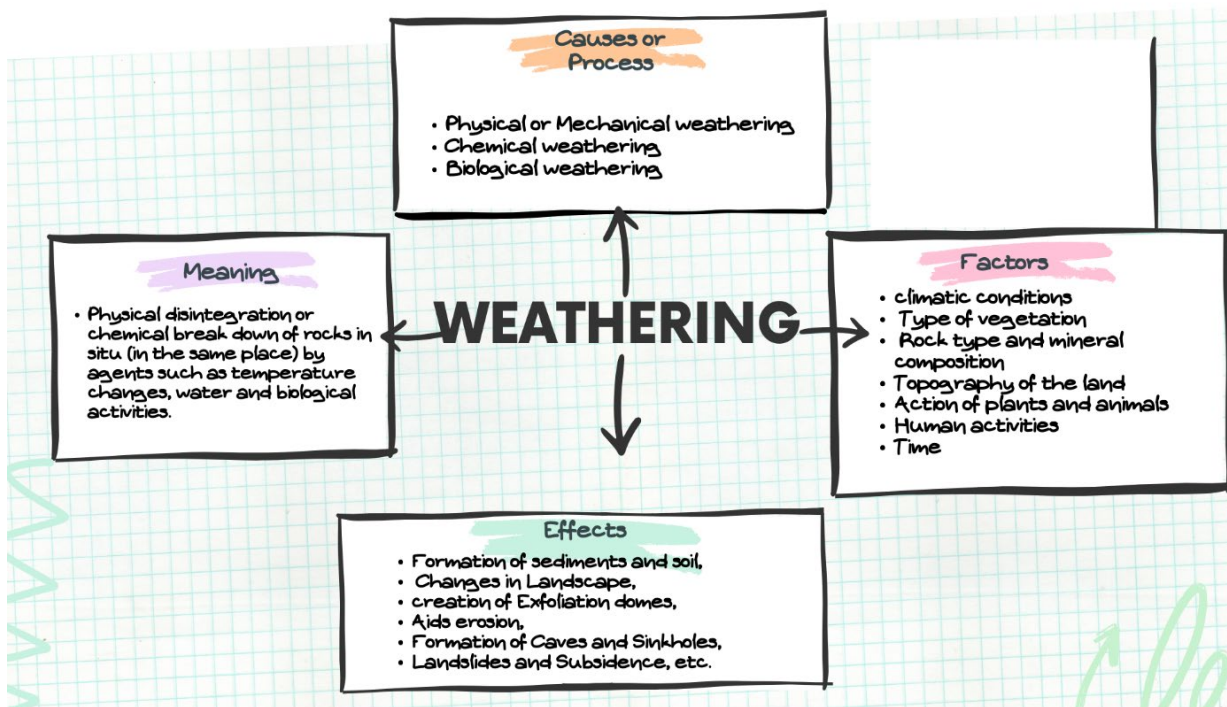 Causes or
Process
• Physical or Mechanical weathering
• Chemical weathering
• Biological weathering
Meaning
• Physical disintegration or
chemical break down of rocks in
situ (in the same place) by
agents such as temperature
changes, water and biological
activities.
WEATHERING
Factors
• climatic conditions
• Type of vegetation
• Rock type and mineral
composition
• Topography of the land
• Action of plants and animals
• Human activities
• Time
Effects
• Formation of sediments and soil,
• Changes in Landscape,
• creation of Exfoliation domes,
• Aids erosion,
• Formation of Caves and Sinkholes,
• Landslides and Subsidence, etc.